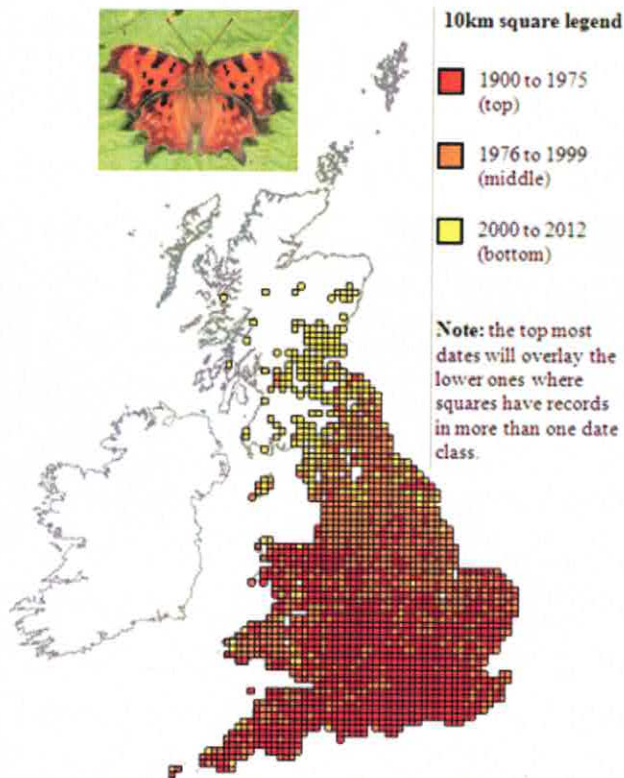 10km square legend
1900 to 1975
(top)
1976 to 1999
(middle)
2000 to 2012
(bottom)
Note: the top most
dates will overlay the
lower ones where
squares have records
in more than one date
class.